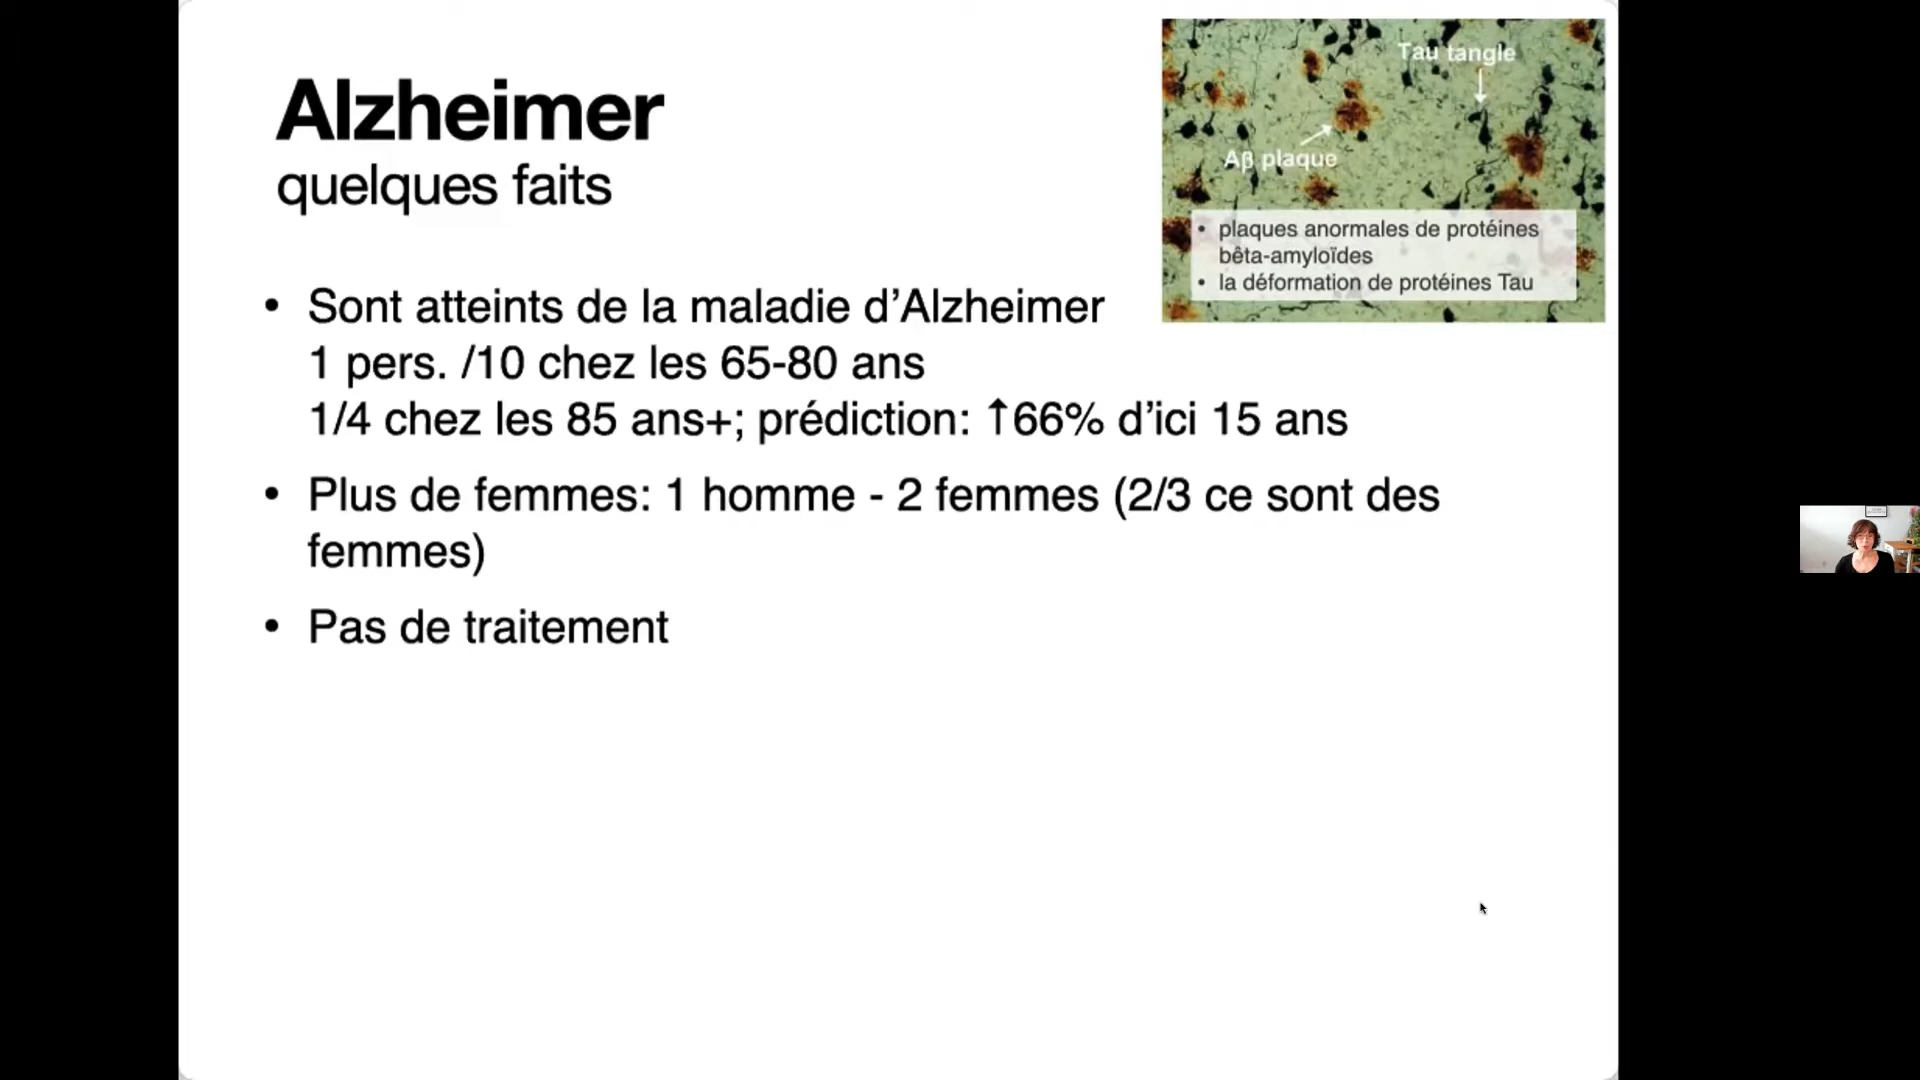 Alzheimer
quelques faits
Tau tangle
Aβ plaque
• plaques anormales de protéines
bêta-amyloïdes
• la déformation de protéines Tau
• Sont atteints de la maladie d’Alzheimer
1 pers. /10 chez les 65-80 ans
1/4 chez les 85 ans+; prédiction: ↑66% d’ici 15 ans
• Plus de femmes: 1 homme - 2 femmes (2/3 ce sont des
femmes)
• Pas de traitement